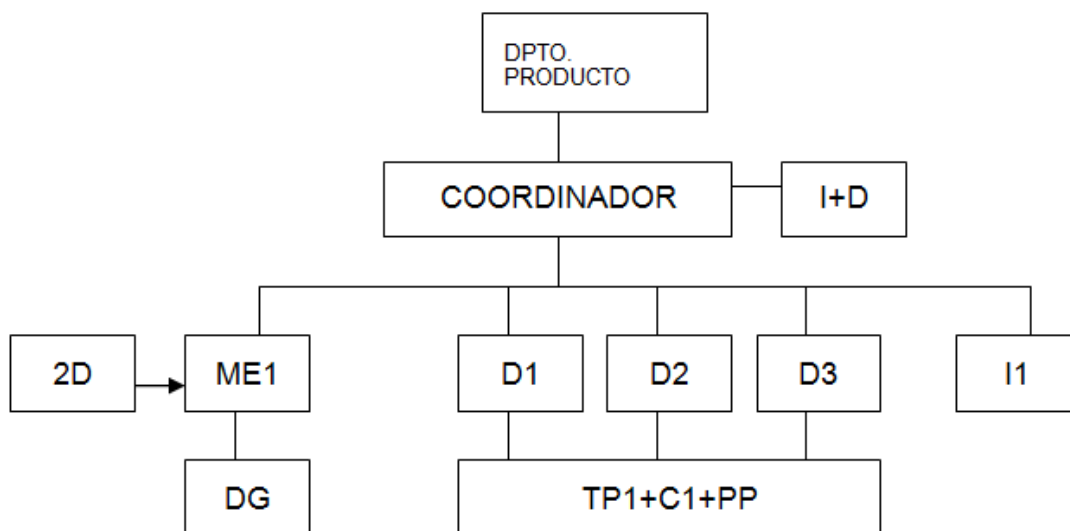 DPTO.
PRODUCTO
COORDINADOR
I+D
2D
ME1
D1
D2
D3
I1
DG
TP1+C1+PP